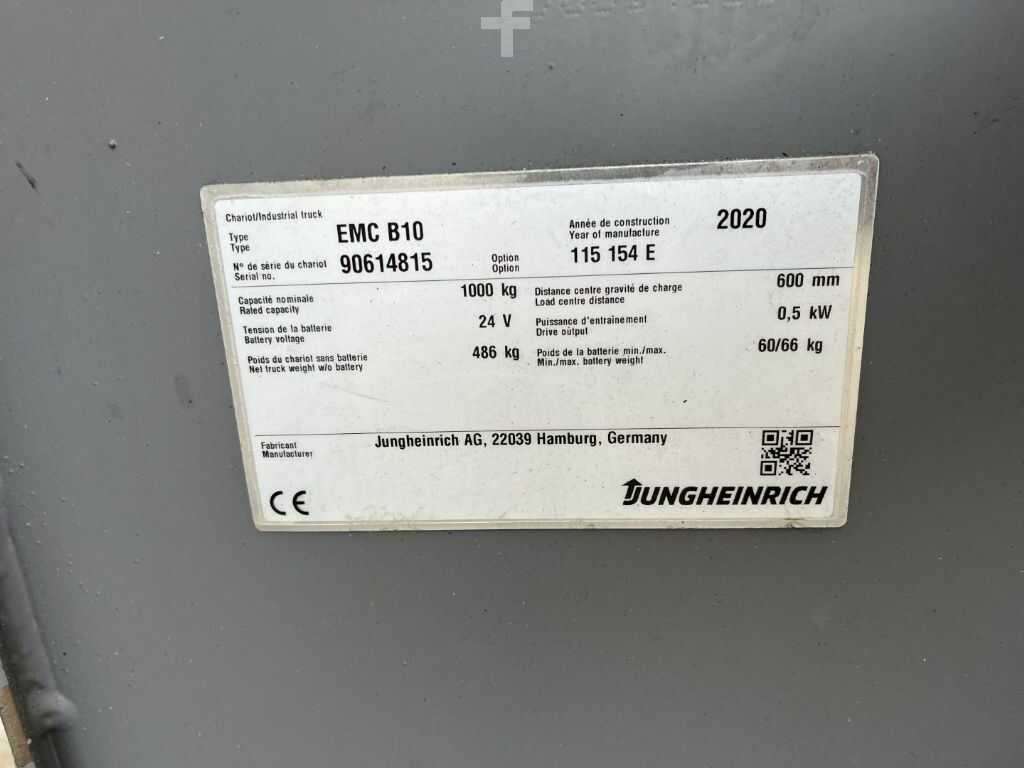 f
Chariot/Industrial truck
Type EMC B10 Année de construction 2020
Type Year of manufacture
N° de série du chariot 90614815 Option 115 154 E
Serial no. Option
Capacité nominale 1000 kg Distance centre gravité de charge 600 mm
Rated capacity Load centre distance
Tension de la batterie 24 V Puissance d'entraînement 0,5 kW
Battery voltage Drive output
Poids du chariot sans batterie 486 kg Poids de la batterie min./max. 60/66 kg
Net truck weight w/o battery Min./max. battery weight
Fabricant Jungheinrich AG, 22039 Hamburg, Germany
Manufacturer
CE JUNGHEINRICH